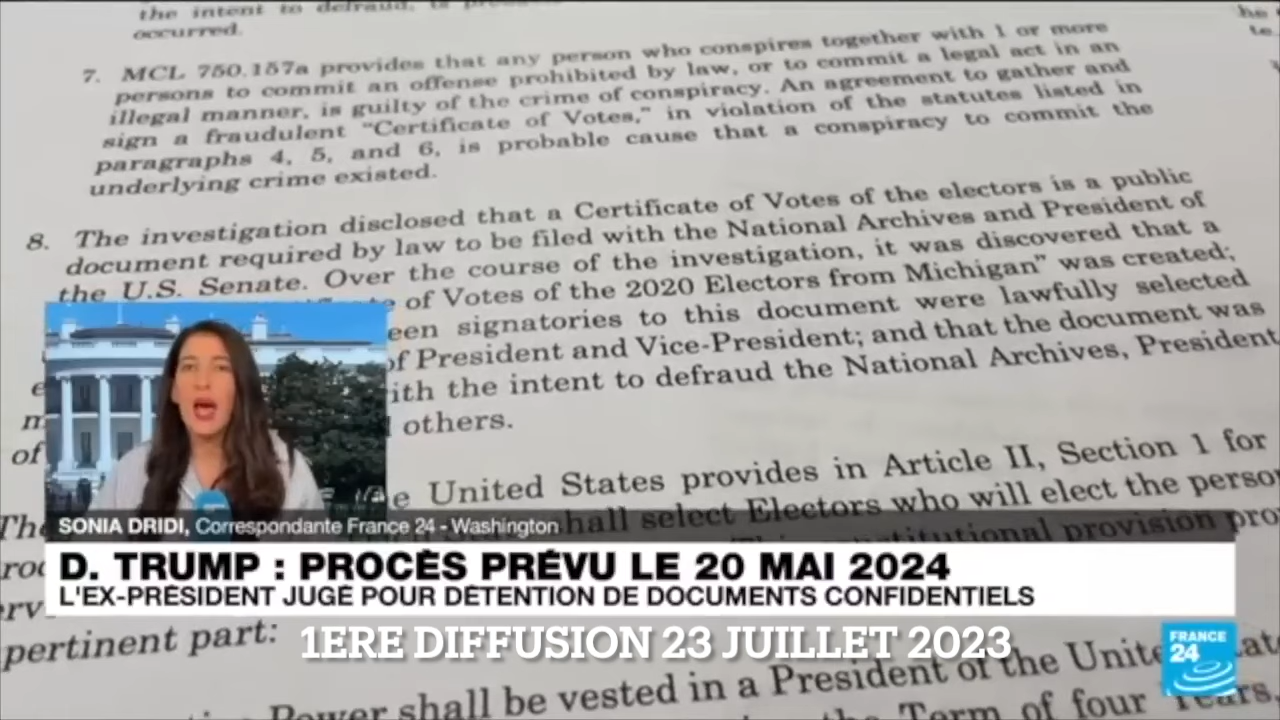 the intent to defraud, is
occurred.
7. MCL 750.157a provides that any person who conspires together with 1 or more
persons to commit an offense prohibited by law, or to commit a legal act in an
illegal manner, is guilty of the crime of conspiracy. An agreement to gather and
sign a fraudulent "Certificate of Votes," in violation of the statutes listed in
paragraphs 4, 5, and 6, is probable cause that a conspiracy to commit the
underlying crime existed.
8. The investigation disclosed that a Certificate of Votes of the electors is a public
document required by law to be filed with the National Archives and President of
the U.S. Senate. Over the course of the investigation, it was discovered that a
of Votes of the 2020 Electors from Michigan" was created;
een signatories to this document were lawfully selected
of President and Vice-President; and that the document was
ith the intent to defraud the National Archives, President
of others.
e United States provides in Article II, Section 1 for
shall select Electors who will elect the person
constitutional provision pro
pertinent part:
Power shall be vested in a President of the United
the Term of four Years,
SONIA DRIDI, Correspondante France 24 - Washington
D. TRUMP : PROCÈS PRÉVU LE 20 MAI 2024
L'EX-PRÉSIDENT JUGÉ POUR DÉTENTION DE DOCUMENTS CONFIDENTIELS
1ERE DIFFUSION 23 JUILLET 2023
FRANCE
24